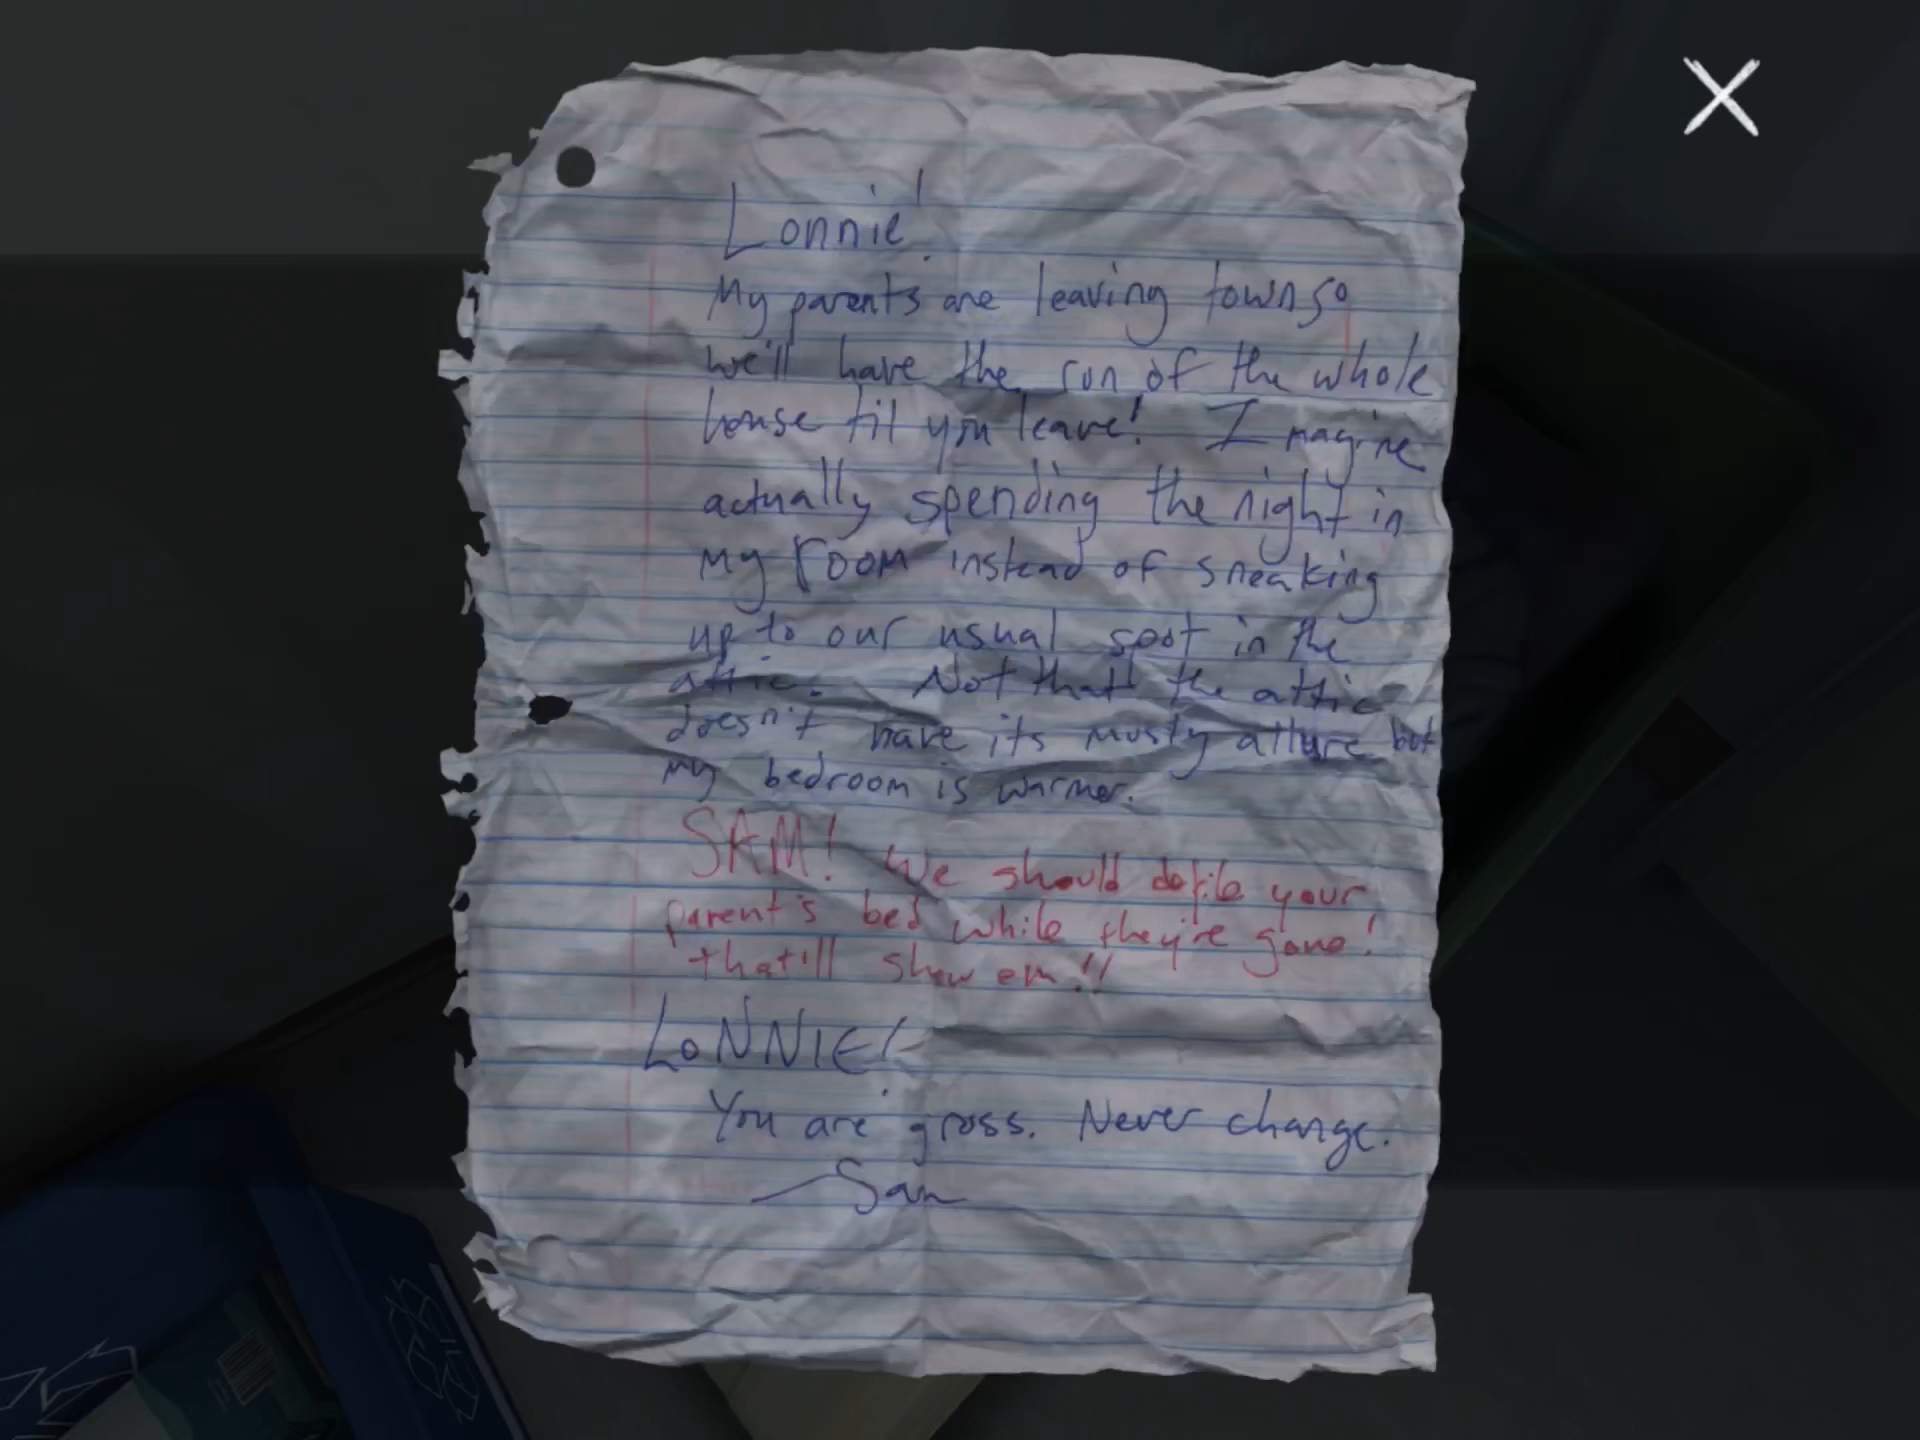 Lonnie!
My parents are leaving town so
we'll have the run of the whole
house til you leave! Imagine
actually spending the night in
my room instead of sneaking
up to our usual spot in the
attic. Not that the attic
doesn't have its musty allure but
my bedroom is warmer.
SAM! We should defile your
parent's bed while they're gone!
that'll show em!!
LONNIE!
You are gross. Never change.
—Sam